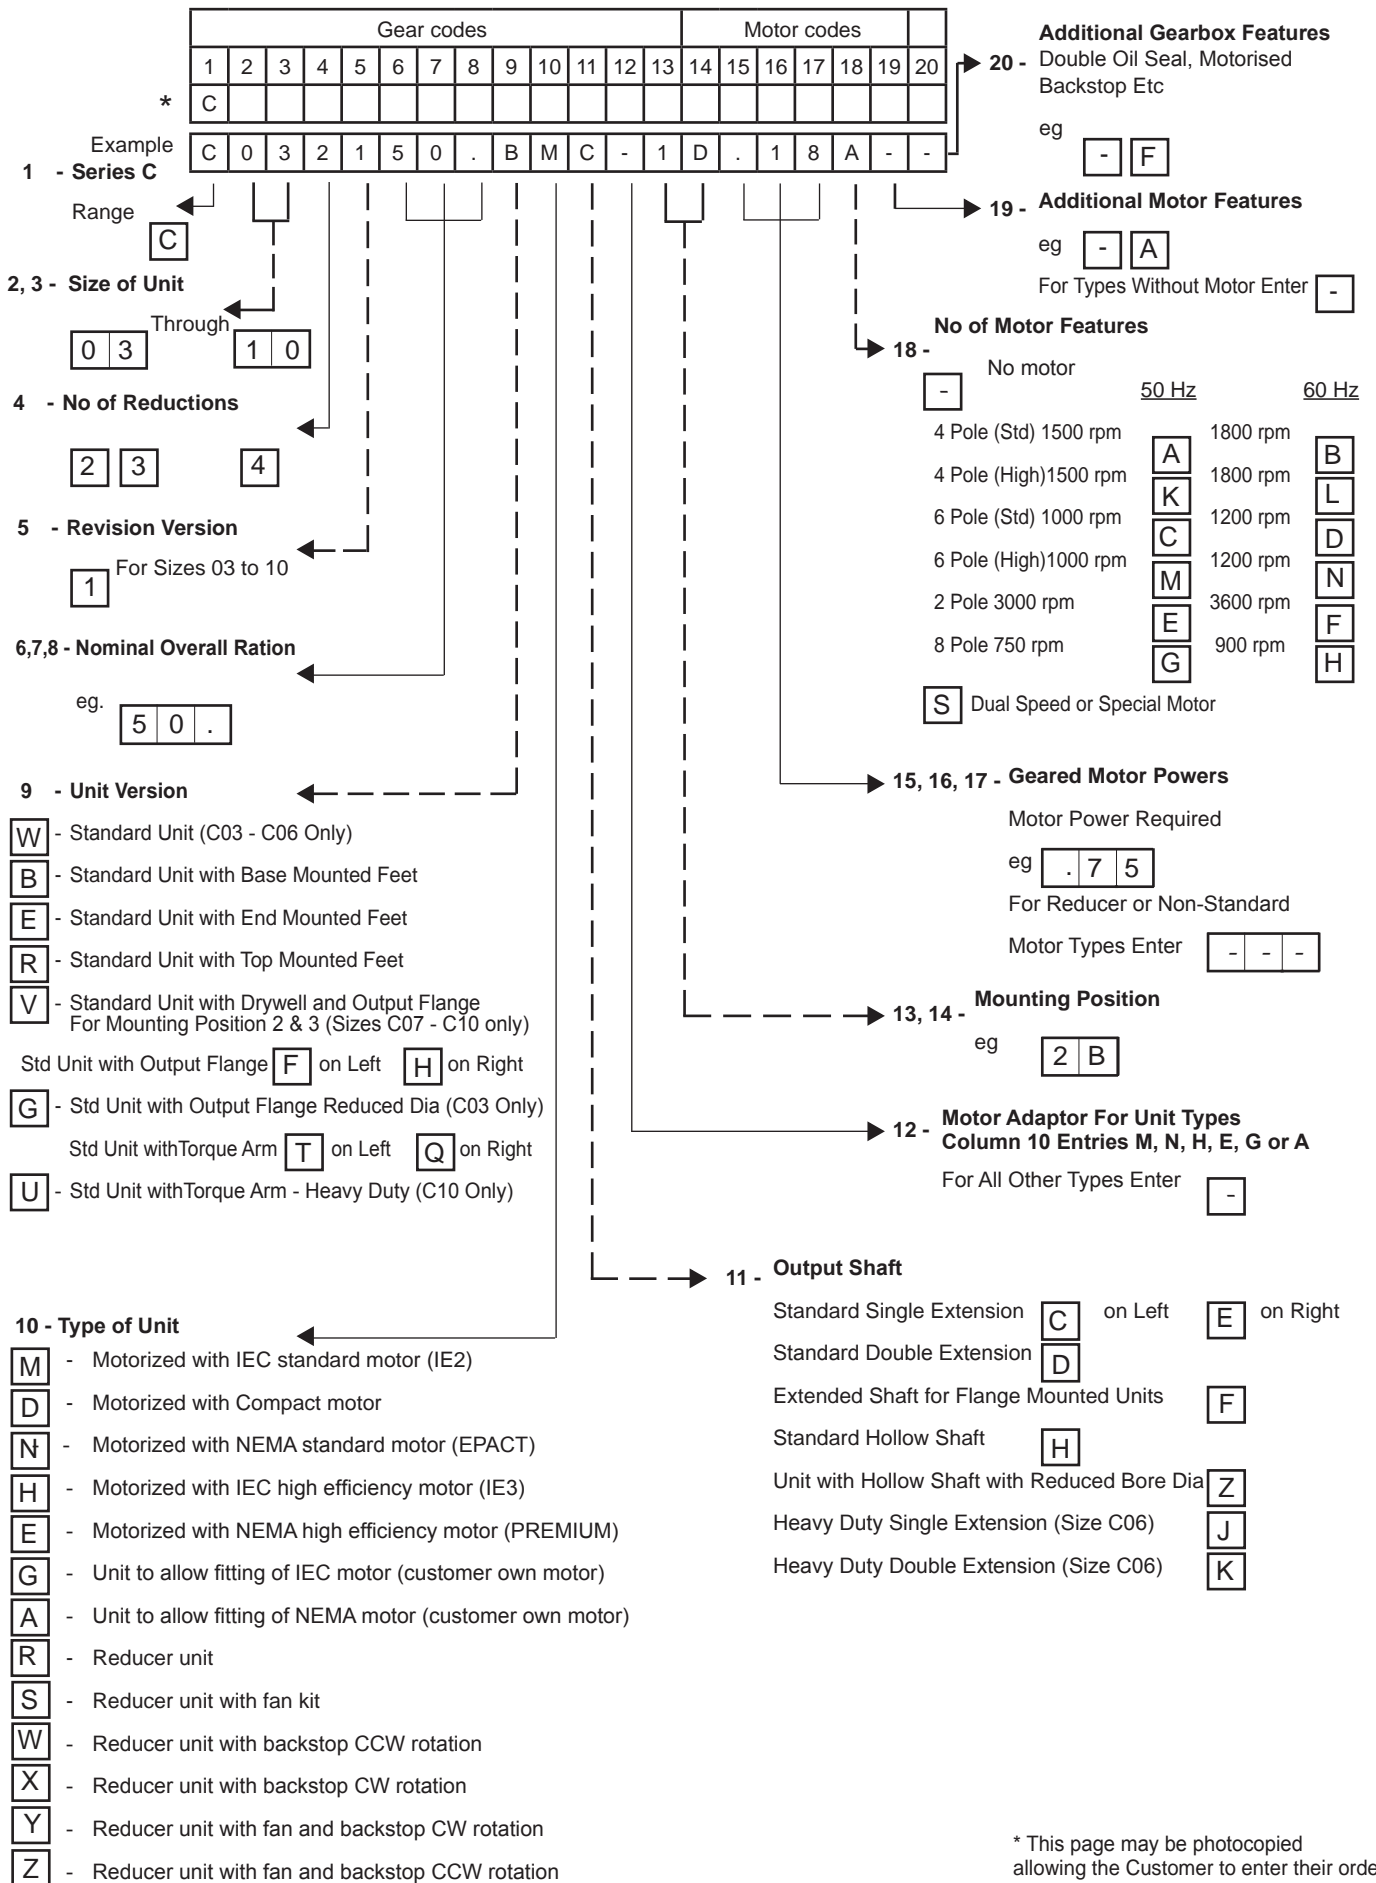 Gear codes Motor codes
1 2 3 4 5 6 7 8 9 10 11 12 13 14 15 16 17 18 19 20
* C
Example C 0 3 2 1 5 0 . B M C - 1 D . 1 8 A - -
1 - Series C
Range
C
2, 3 - Size of Unit
Through
0 3 1 0
4 - No of Reductions
2 3 4
5 - Revision Version
For Sizes 03 to 10
1
6,7,8 - Nominal Overall Ration
eg.
5 0 .
9 - Unit Version
W - Standard Unit (C03 - C06 Only)
B - Standard Unit with Base Mounted Feet
E - Standard Unit with End Mounted Feet
R - Standard Unit with Top Mounted Feet
V - Standard Unit with Drywell and Output Flange
For Mounting Position 2 & 3 (Sizes C07 - C10 only)
Std Unit with Output Flange F on Left H on Right
G - Std Unit with Output Flange Reduced Dia (C03 Only)
Std Unit withTorque Arm T on Left Q on Right
U - Std Unit withTorque Arm - Heavy Duty (C10 Only)
10 - Type of Unit
M - Motorized with IEC standard motor (IE2)
D - Motorized with Compact motor
N - Motorized with NEMA standard motor (EPACT)
H - Motorized with IEC high efficiency motor (IE3)
E - Motorized with NEMA high efficiency motor (PREMIUM)
G - Unit to allow fitting of IEC motor (customer own motor)
A - Unit to allow fitting of NEMA motor (customer own motor)
R - Reducer unit
S - Reducer unit with fan kit
W - Reducer unit with backstop CCW rotation
X - Reducer unit with backstop CW rotation
Y - Reducer unit with fan and backstop CW rotation
Z - Reducer unit with fan and backstop CCW rotation
Additional Gearbox Features
20 - Double Oil Seal, Motorised
Backstop Etc
eg
- F
19 - Additional Motor Features
eg - A
For Types Without Motor Enter -
No of Motor Features
18 -
No motor
- 50 Hz 60 Hz
4 Pole (Std) 1500 rpm A 1800 rpm B
4 Pole (High)1500 rpm K 1800 rpm L
6 Pole (Std) 1000 rpm C 1200 rpm D
6 Pole (High)1000 rpm M 1200 rpm N
2 Pole 3000 rpm E 3600 rpm F
8 Pole 750 rpm G 900 rpm H
S Dual Speed or Special Motor
15, 16, 17 - Geared Motor Powers
Motor Power Required
eg . 7 5
For Reducer or Non-Standard
Motor Types Enter - - -
13, 14 - Mounting Position
eg 2 B
12 - Motor Adaptor For Unit Types
Column 10 Entries M, N, H, E, G or A
For All Other Types Enter -
11 - Output Shaft
Standard Single Extension C on Left E on Right
Standard Double Extension D
Extended Shaft for Flange Mounted Units F
Standard Hollow Shaft H
Unit with Hollow Shaft with Reduced Bore Dia Z
Heavy Duty Single Extension (Size C06) J
Heavy Duty Double Extension (Size C06) K
* This page may be photocopied
allowing the Customer to enter their orde